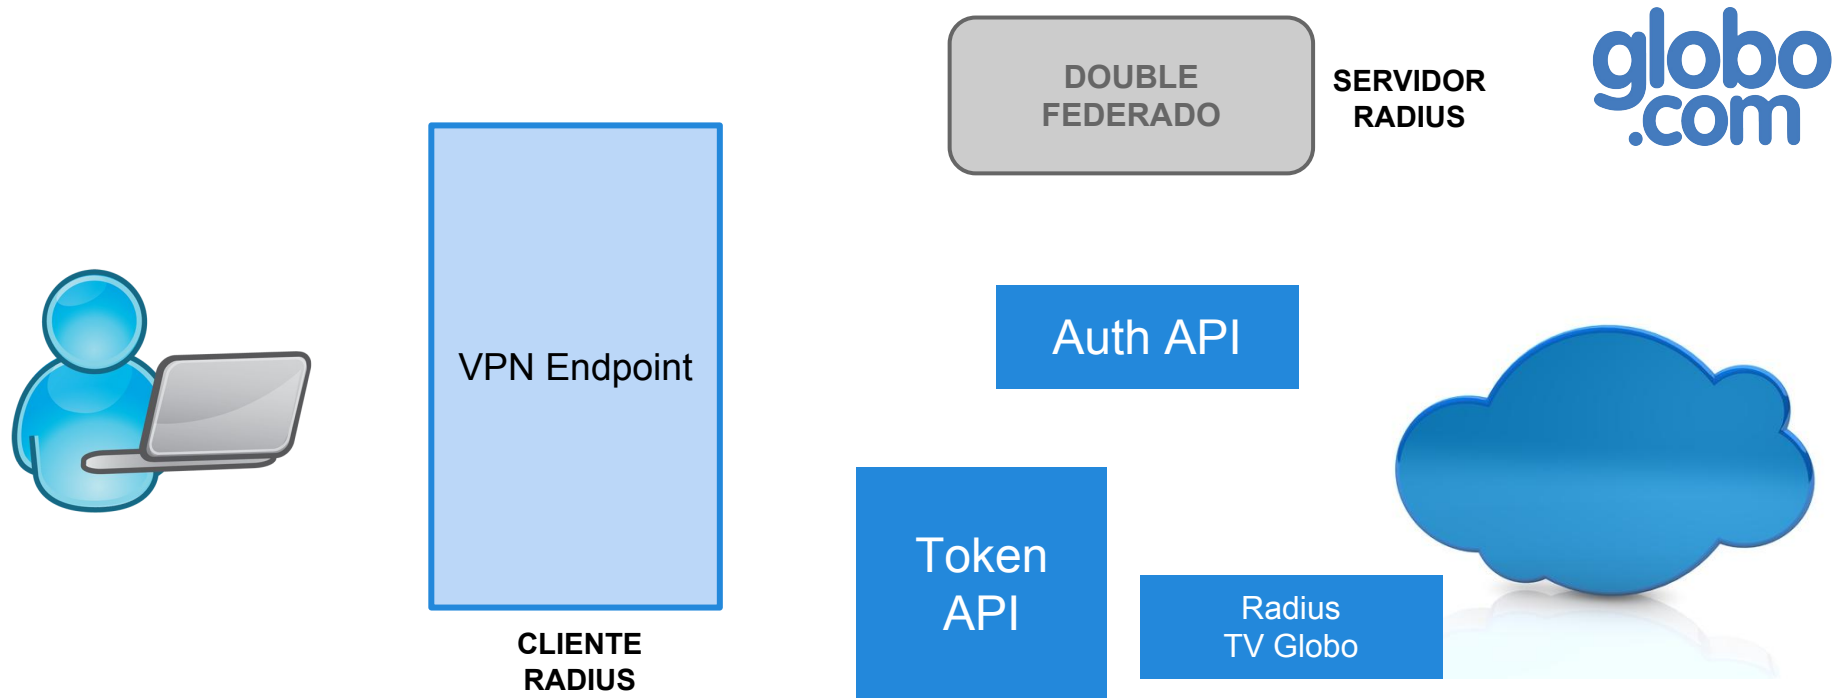 DOUBLE
FEDERADO
SERVIDOR
RADIUS
globo
.com
VPN Endpoint
Auth API
Token
API
Radius
TV Globo
CLIENTE
RADIUS